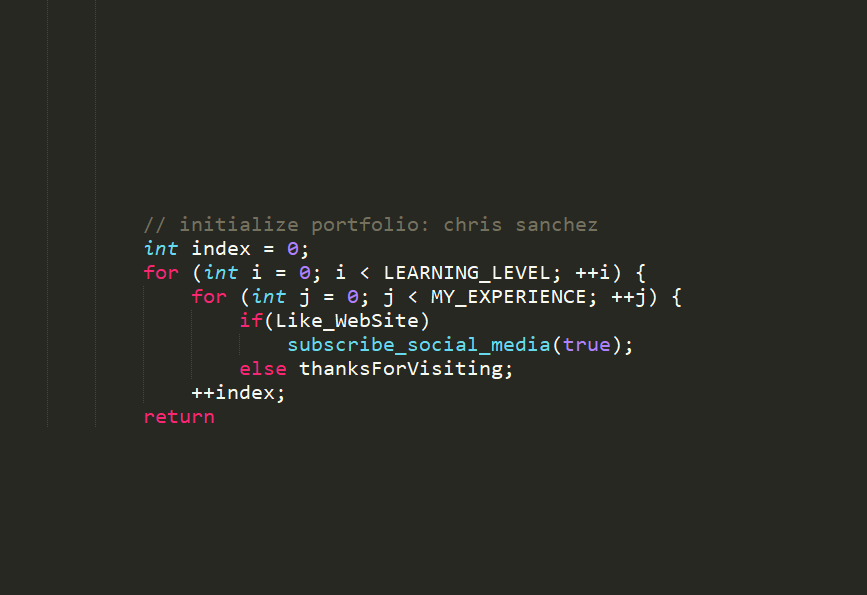 // initialize portfolio: chris sanchez
int index = 0;
for (int i = 0; i < LEARNING_LEVEL; ++i) {
for (int j = 0; j < MY_EXPERIENCE; ++j) {
if(Like_WebSite)
subscribe_social_media(true);
else thanksForVisiting;
++index;
return